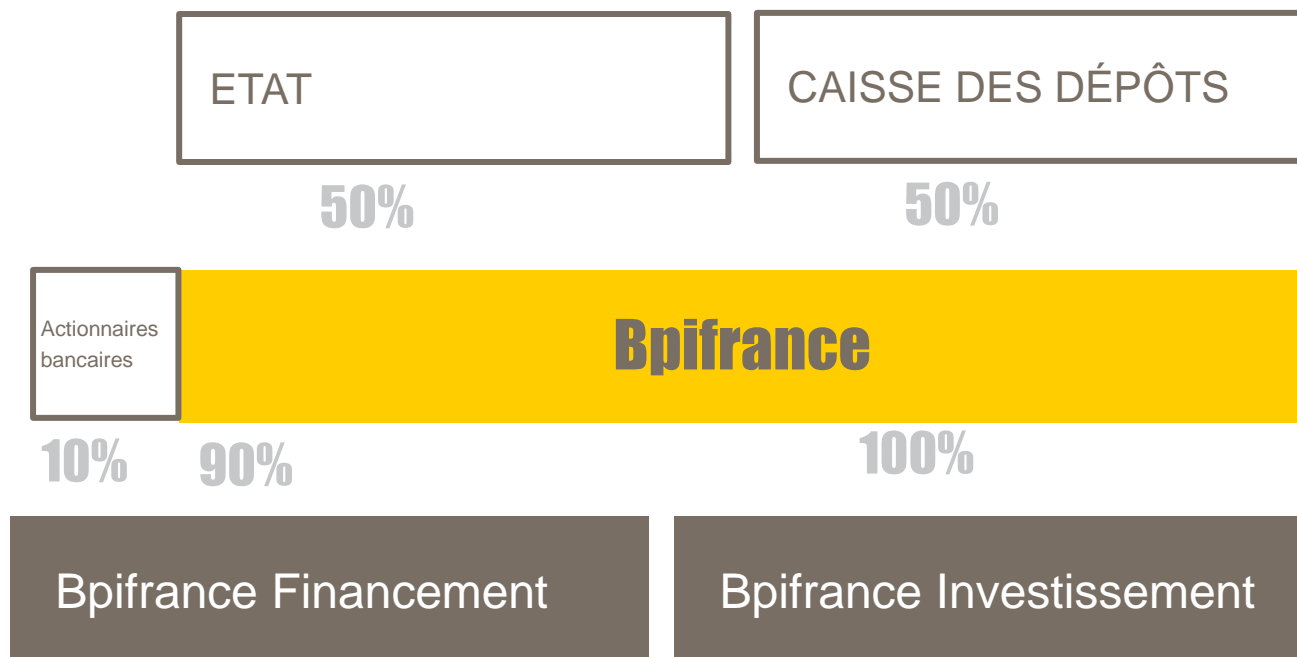 ETAT
CAISSE DES DÉPÔTS
50%
50%
Actionnaires
bancaires
Bpifrance
10%
90%
100%
Bpifrance Financement
Bpifrance Investissement